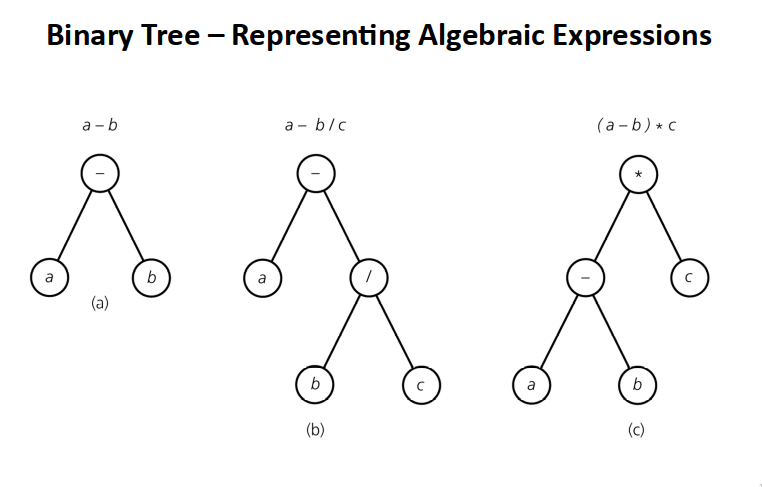 Binary Tree – Representing Algebraic Expressions
a – b
a – b / c
( a – b ) * c
–
–
*
a
b
a
/
–
c
(a)
b
c
a
b
(b)
(c)